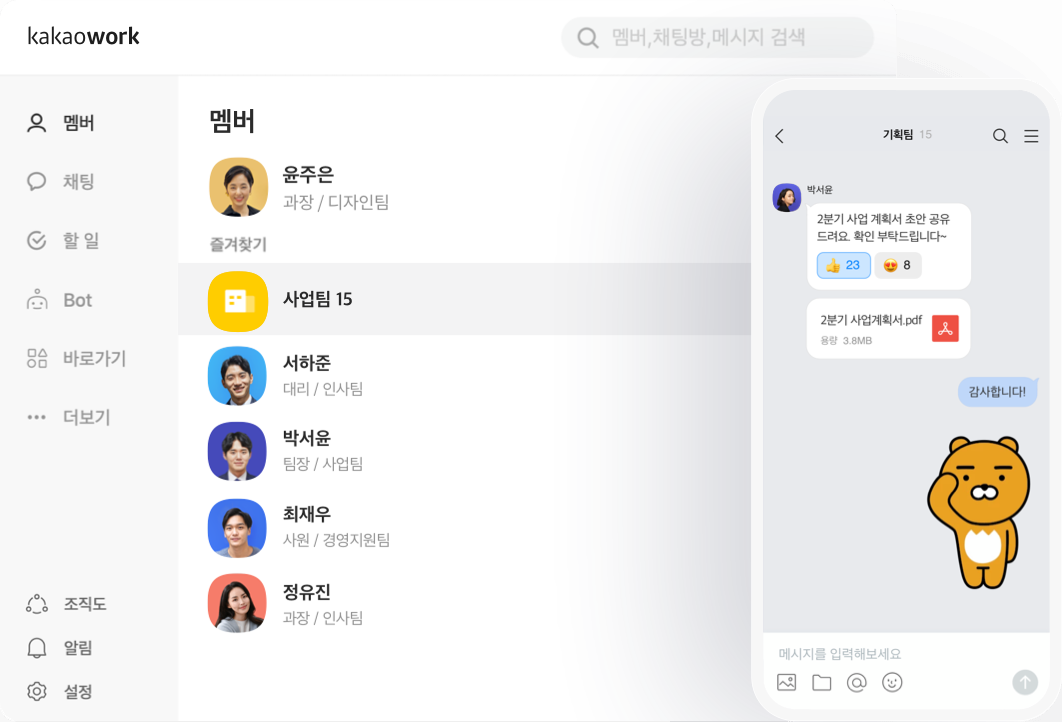 kakaowork
멤버,채팅방,메시지 검색
멤버
채팅
할 일
Bot
바로가기
더보기
조직도
알림
설정
멤버
윤주은
과장 / 디자인팀
즐겨찾기
사업팀 15
서하준
대리 / 인사팀
박서윤
팀장 / 사업팀
최재우
사원 / 경영지원팀
정유진
과장 / 인사팀
기획팀 15
박서윤
2분기 사업 계획서 초안 공유
드려요. 확인 부탁드립니다~
23
8
2분기 사업계획서.pdf
용량 3.8MB
감사합니다!
메시지를 입력해보세요